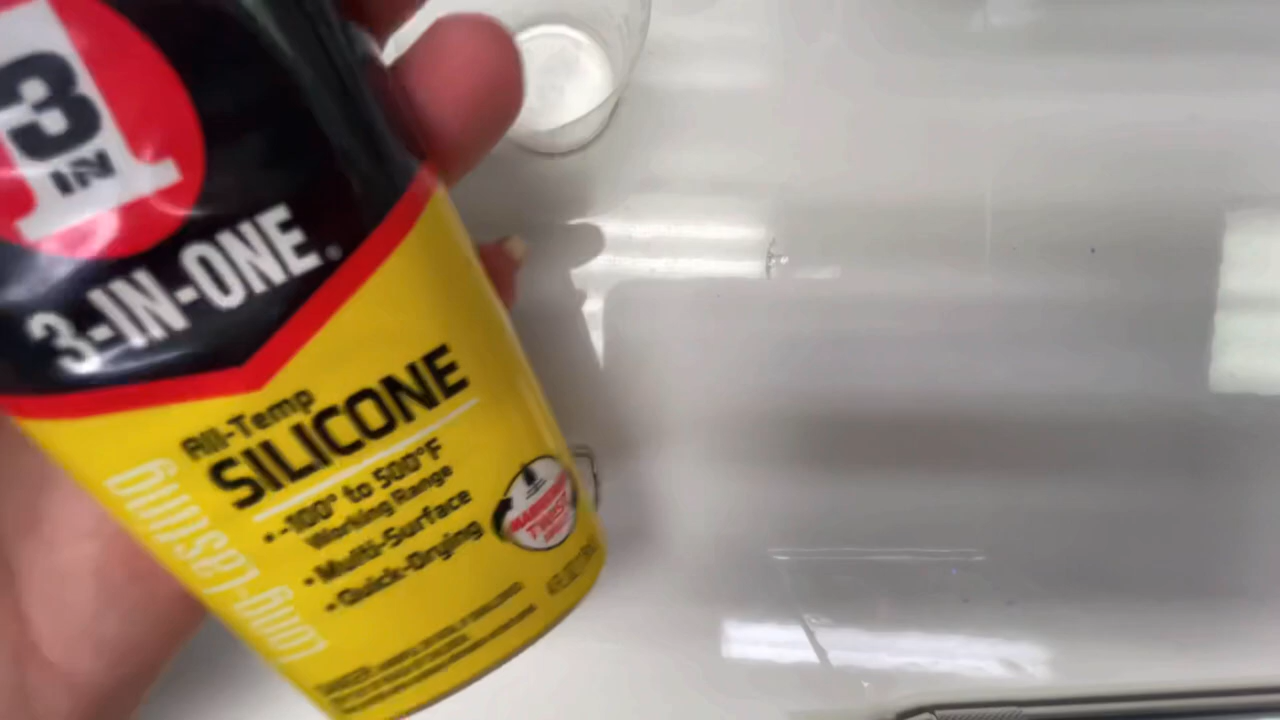 3
IN
1
3-IN-ONE®
All-Temp
SILICONE
• -100° to 500°F
Working Range
• Multi-Surface
• Quick-Drying
Long-Lasting
TWIST